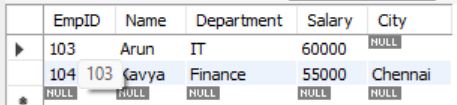 EmpID Name Department Salary City
103 Arun IT 60000 NULL
104 103 Kavya Finance 55000 Chennai
NULL NULL NULL NULL NULL